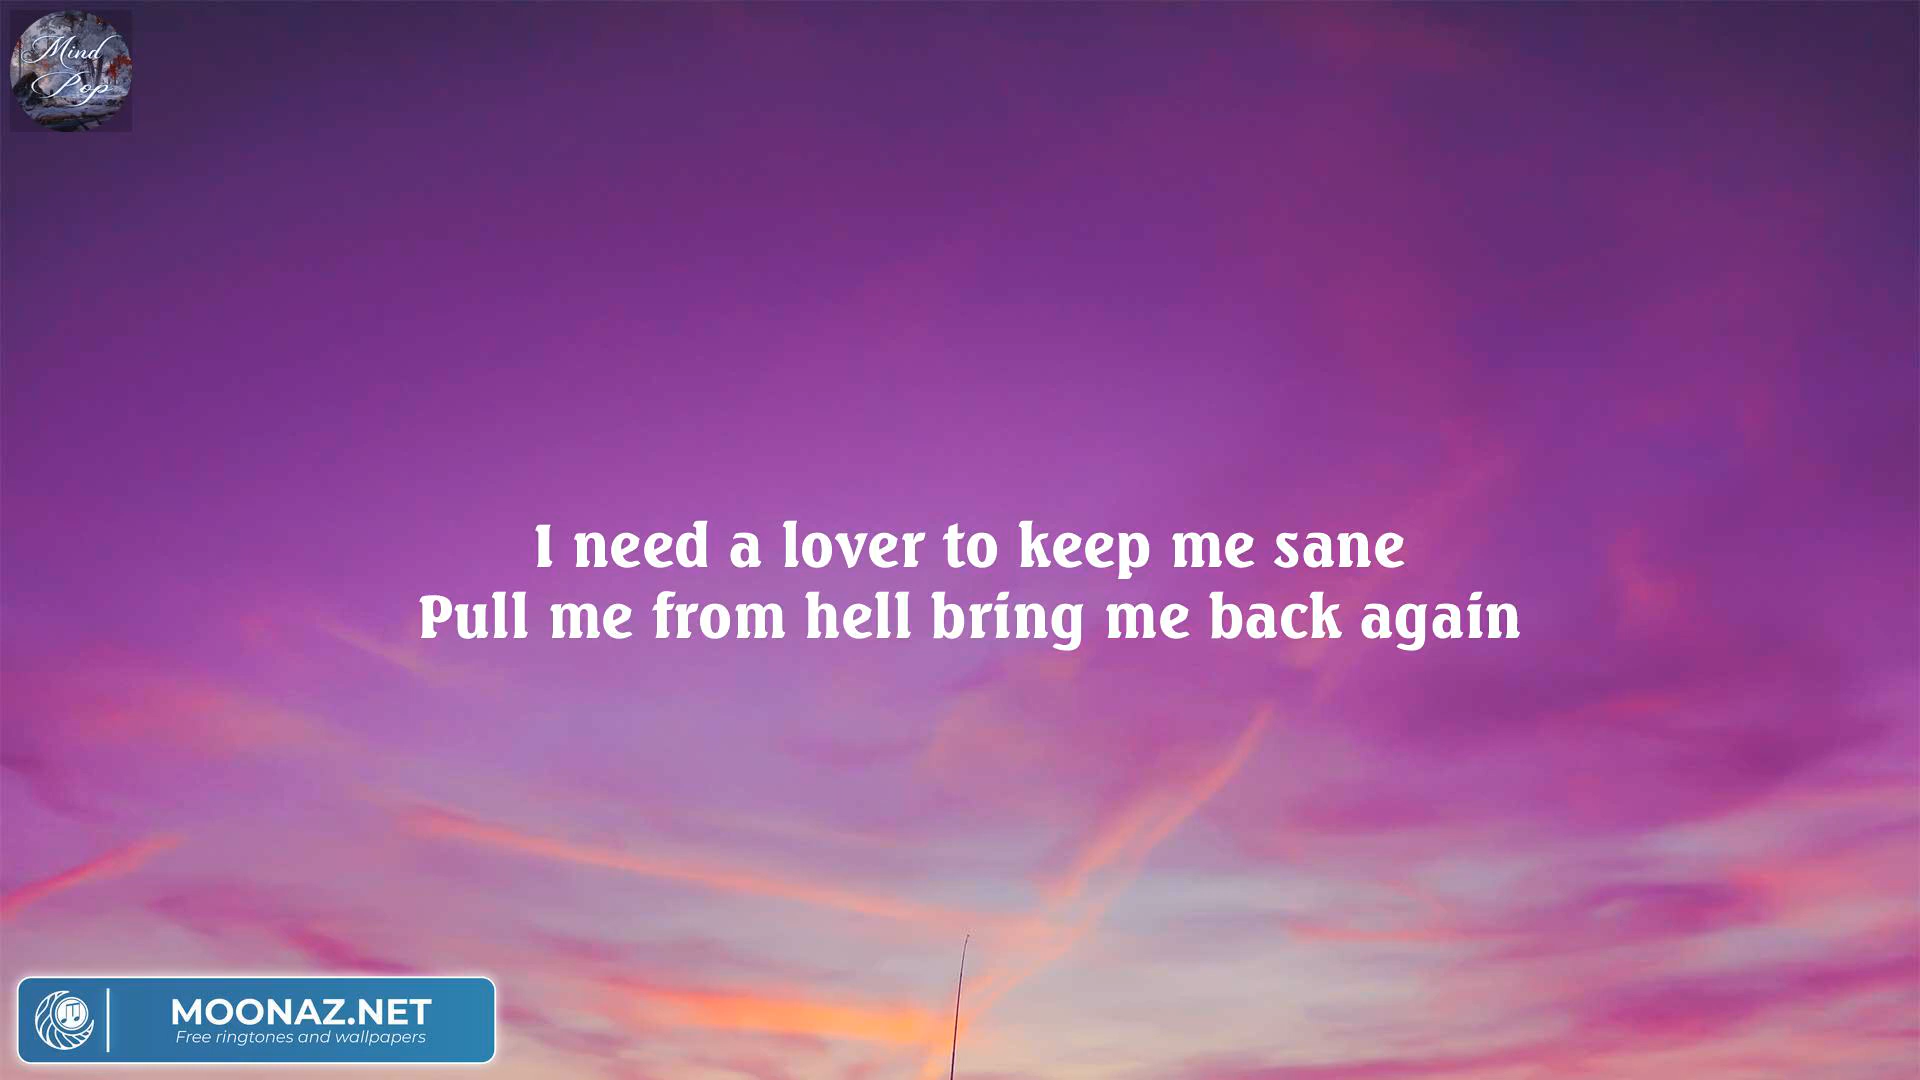 Mind
Pop
I need a lover to keep me sane
Pull me from hell bring me back again
MOONAZ.NET
Free ringtones and wallpapers